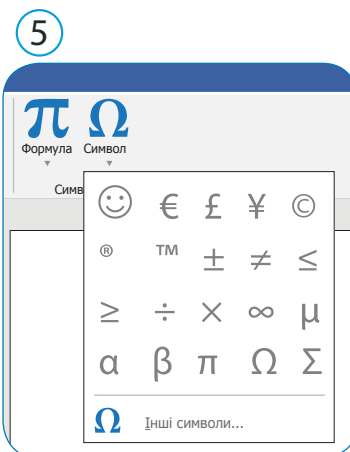 5
π Ω
Формула Символ
Симв
☺ € £ ¥ ©
® ™ ± ≠ ≤
≥ ÷ × ∞ µ
α β π Ω Σ
Ω Інші символи...